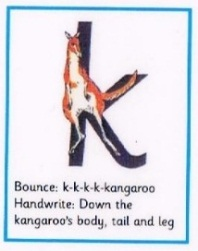 k
Bounce: k-k-k-k-kangaroo
Handwrite: Down the
kangaroo's body, tail and leg